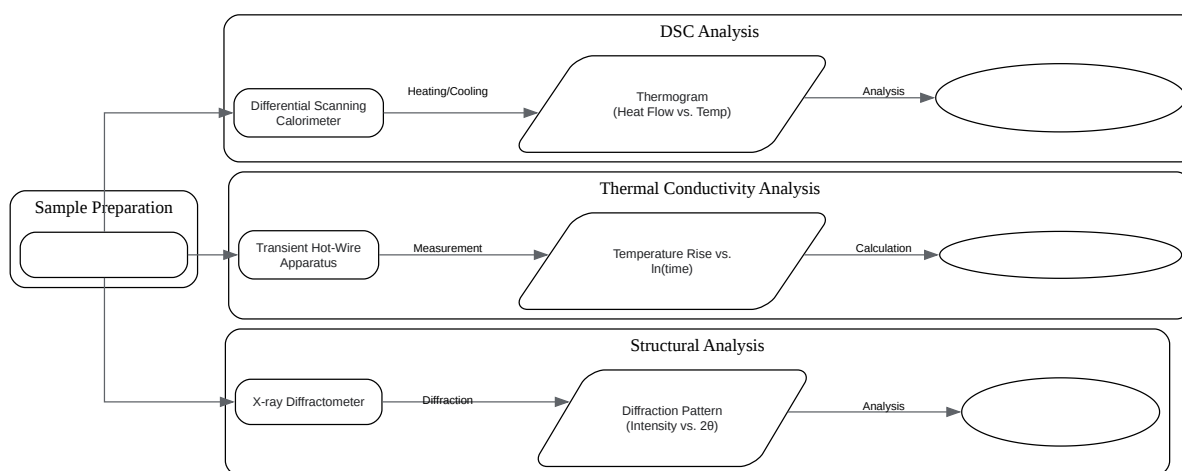 DSC Analysis
Heating/Cooling
Differential Scanning
Calorimeter
Thermogram
(Heat Flow vs. Temp)
Analysis
Sample Preparation
Thermal Conductivity Analysis
Transient Hot-Wire
Apparatus
Measurement
Temperature Rise vs.
ln(time)
Calculation
Structural Analysis
X-ray Diffractometer
Diffraction
Diffraction Pattern
(Intensity vs. 2θ)
Analysis